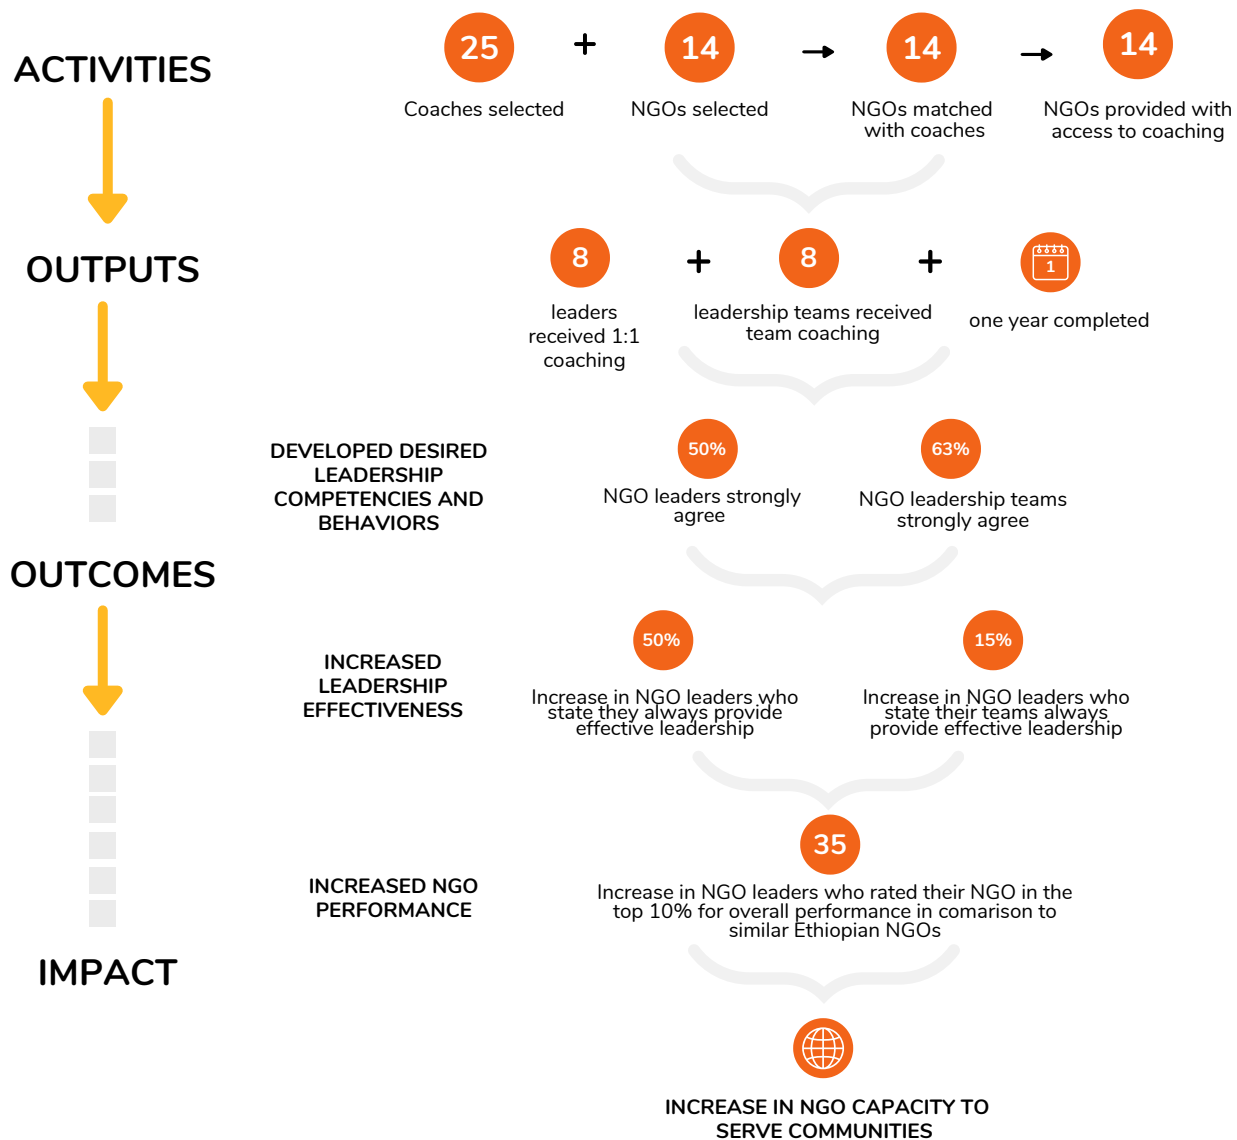 ACTIVITIES
25
14
14
14
Coaches selected
NGOs selected
NGOs matched
with coaches
NGOs provided with
access to coaching
OUTPUTS
8
8
1
leaders
received 1:1
coaching
leadership teams received
team coaching
one year completed
DEVELOPED DESIRED
LEADERSHIP
COMPETENCIES AND
BEHAVIORS
50%
63%
NGO leaders strongly
agree
NGO leadership teams
strongly agree
OUTCOMES
INCREASED
LEADERSHIP
EFFECTIVENESS
50%
15%
Increase in NGO leaders who
state they always provide
effective leadership
Increase in NGO leaders who
state their teams always
provide effective leadership
INCREASED NGO
PERFORMANCE
35
Increase in NGO leaders who rated their NGO in the
top 10% for overall performance in comarison to
similar Ethiopian NGOs
IMPACT
INCREASE IN NGO CAPACITY TO
SERVE COMMUNITIES